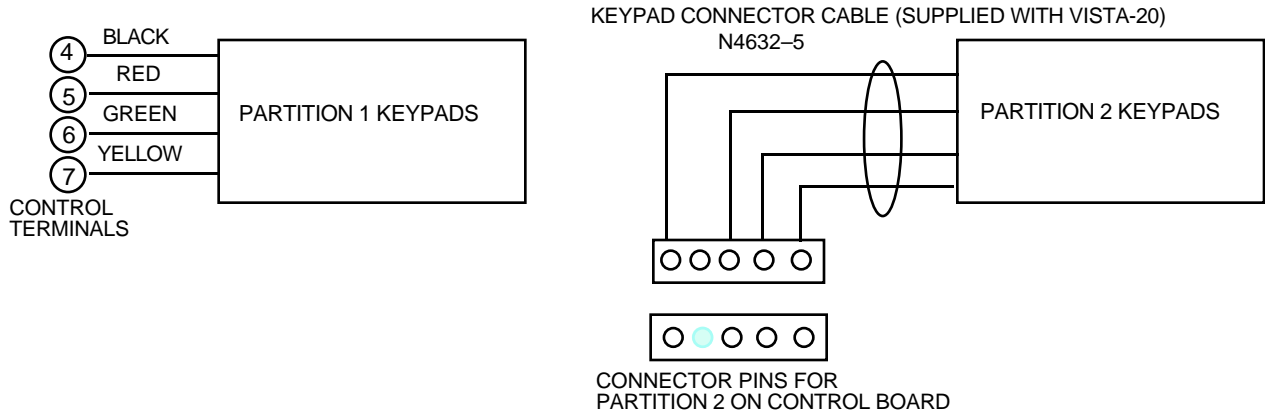 KEYPAD CONNECTOR CABLE (SUPPLIED WITH VISTA-20)
N4632–5
4
BLACK
5
RED
6
GREEN
7
YELLOW
CONTROL
TERMINALS
PARTITION 1 KEYPADS
PARTITION 2 KEYPADS
CONNECTOR PINS FOR
PARTITION 2 ON CONTROL BOARD